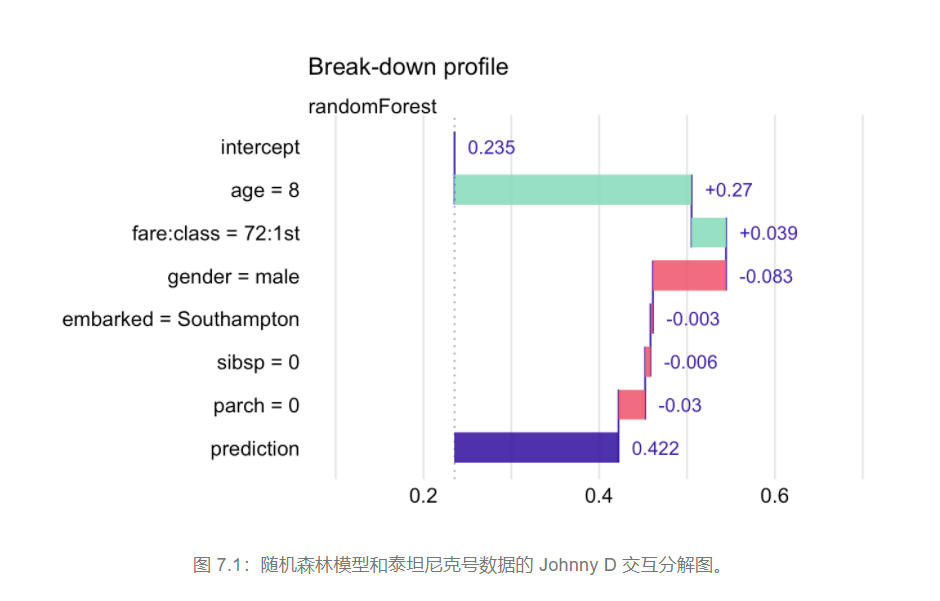 Break-down profile
randomForest
intercept 0.235
age = 8 +0.27
fare:class = 72:1st +0.039
gender = male -0.083
embarked = Southampton -0.003
sibsp = 0 -0.006
parch = 0 -0.03
prediction 0.422
0.2 0.4 0.6
图 7.1：随机森林模型和泰坦尼克号数据的 Johnny D 交互分解图。